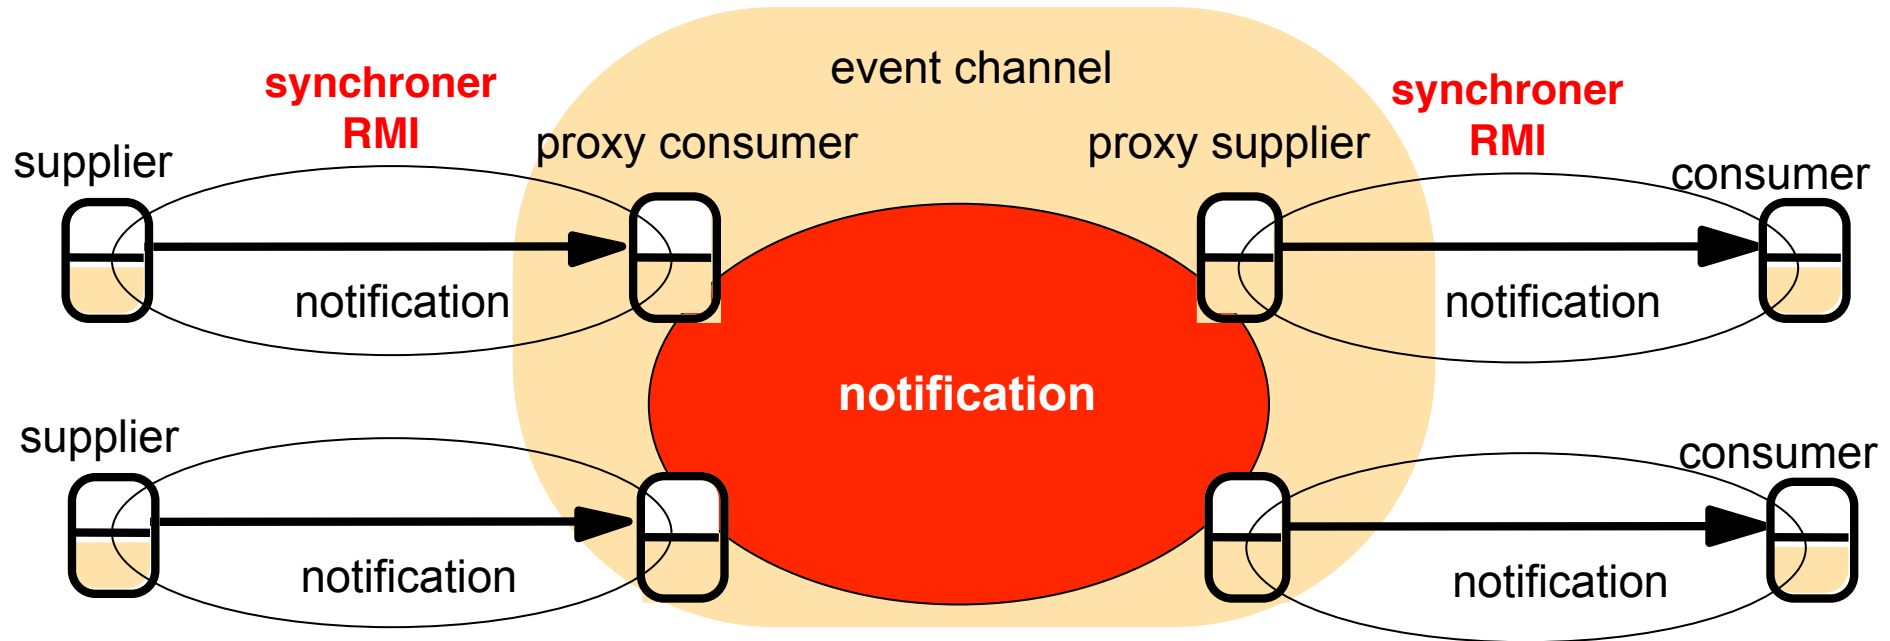 event channel
synchroner
RMI
synchroner
RMI
supplier
proxy consumer
proxy supplier
consumer
notification
notification
notification
supplier
consumer
notification
notification